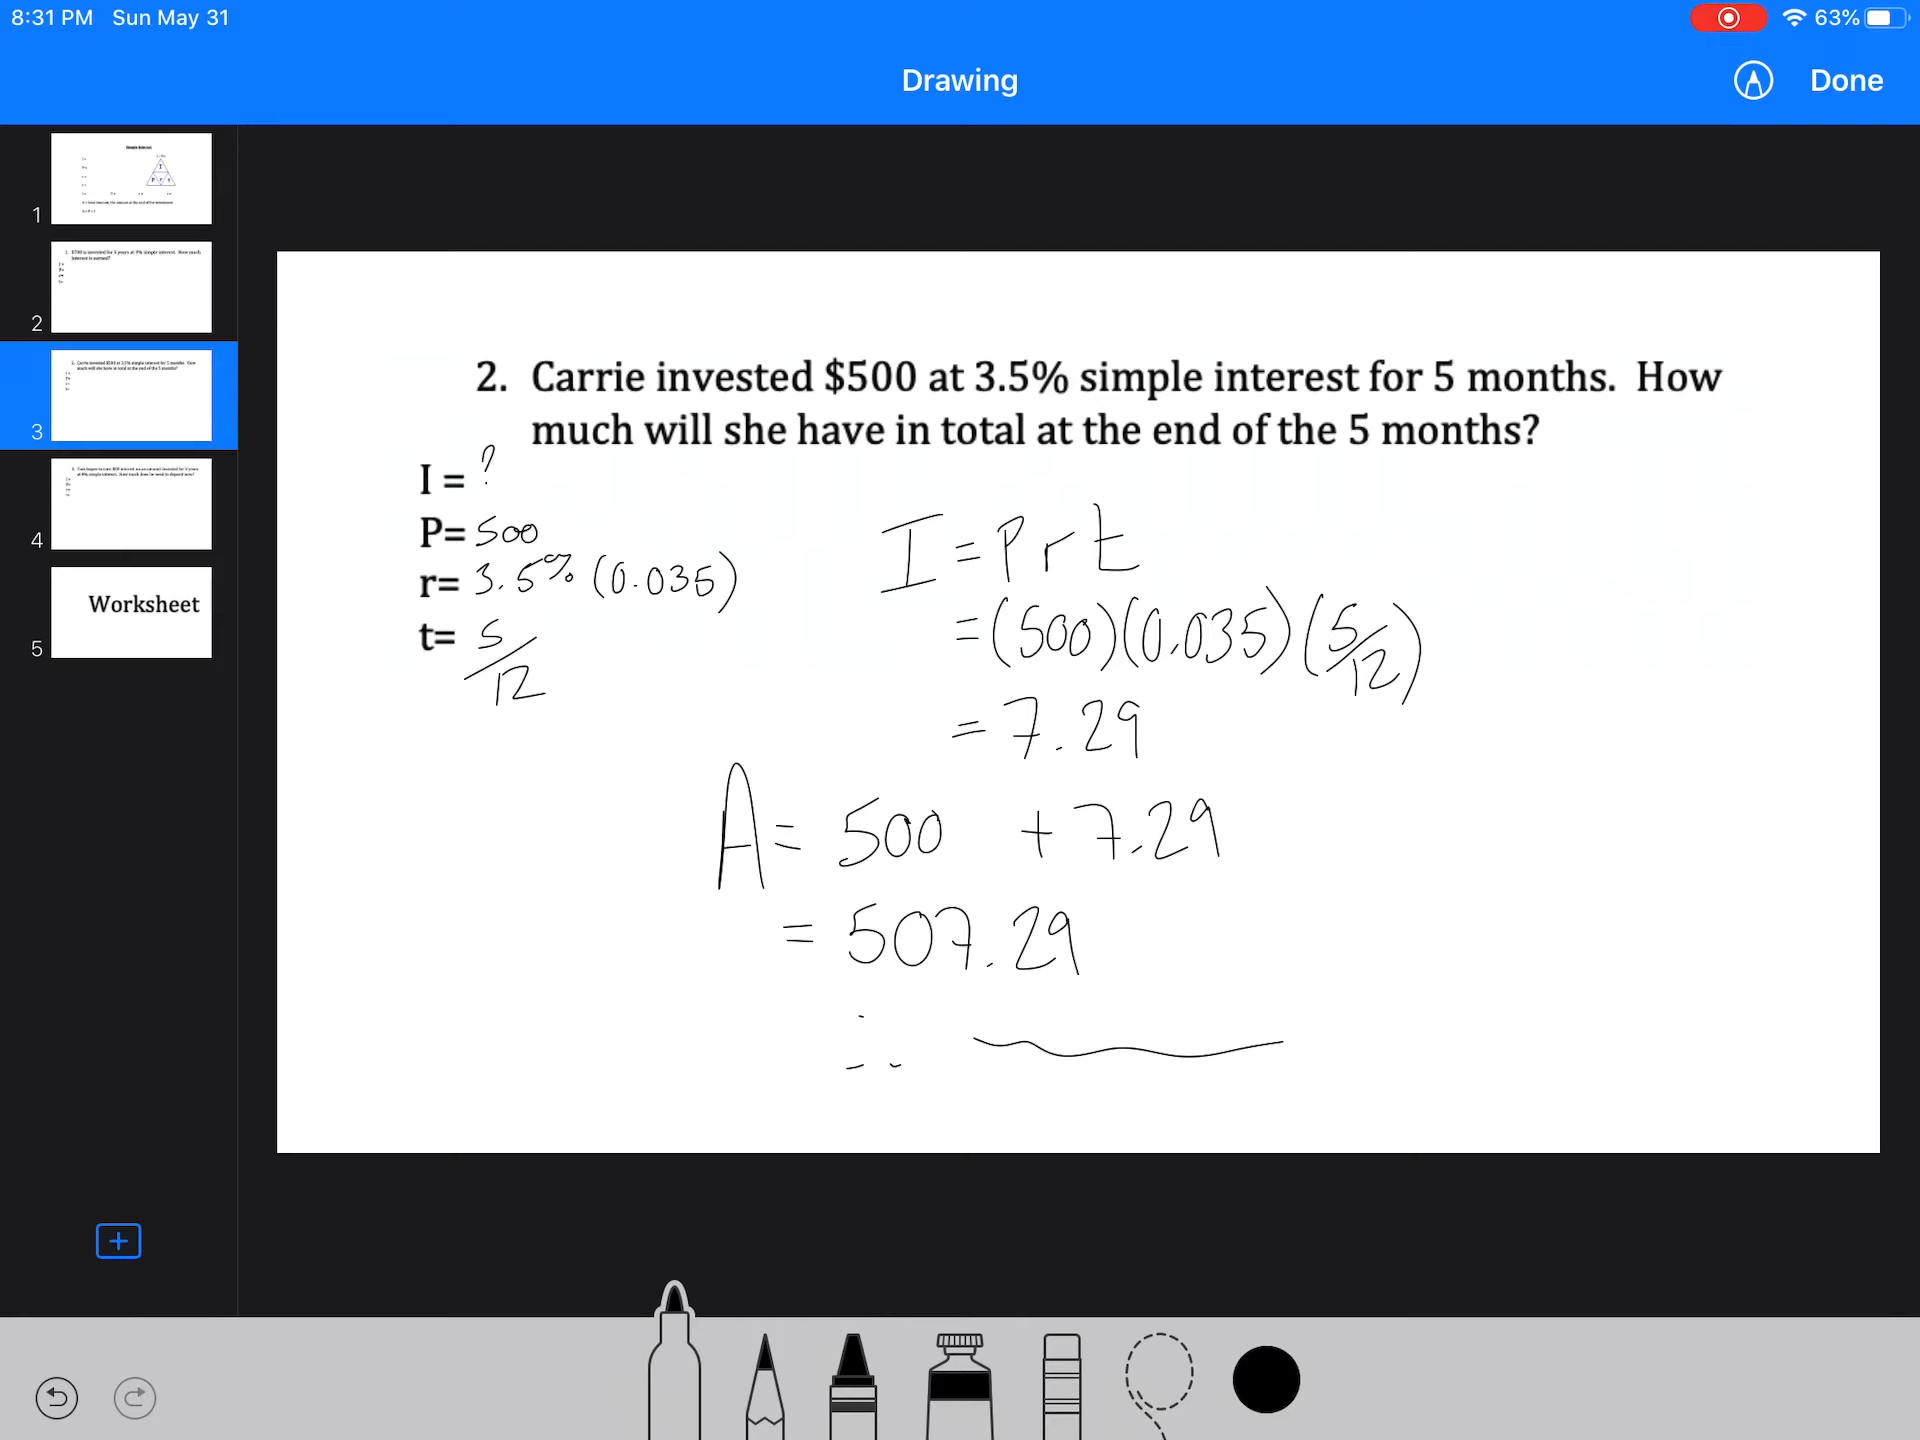 8:31 PM Sun May 31
63%
Drawing
Done
1
2
3
4
5
Worksheet
2. Carrie invested $500 at 3.5% simple interest for 5 months. How
much will she have in total at the end of the 5 months?
I = ?
P= 500
r= 3.5% (0.035)
t= 5/12
I = Prt
= (500)(0.035)(5/12)
= 7.29
A = 500 + 7.29
= 507.29
∴